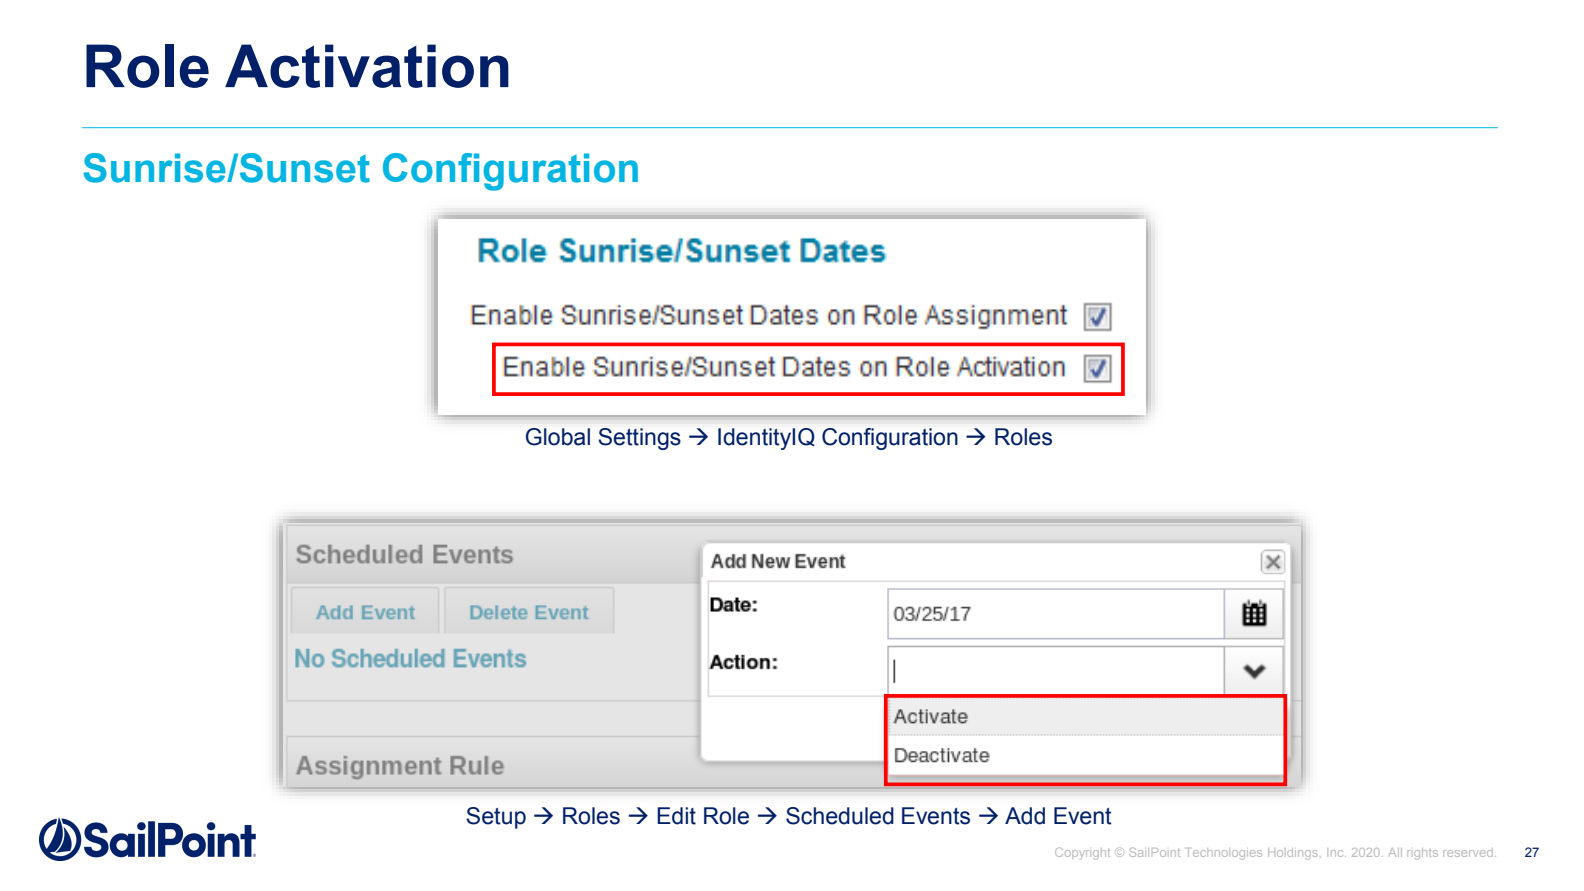 Role Activation
Sunrise/Sunset Configuration
Role Sunrise/Sunset Dates
Enable Sunrise/Sunset Dates on Role Assignment
Enable Sunrise/Sunset Dates on Role Activation
Global Settings → IdentityIQ Configuration → Roles
Scheduled Events
Add Event Delete Event
No Scheduled Events
Assignment Rule
Add New Event
Date: 03/25/17
Action:
Activate
Deactivate
Setup → Roles → Edit Role → Scheduled Events → Add Event
SailPoint
Copyright © SailPoint Technologies Holdings, Inc. 2020. All rights reserved. 27